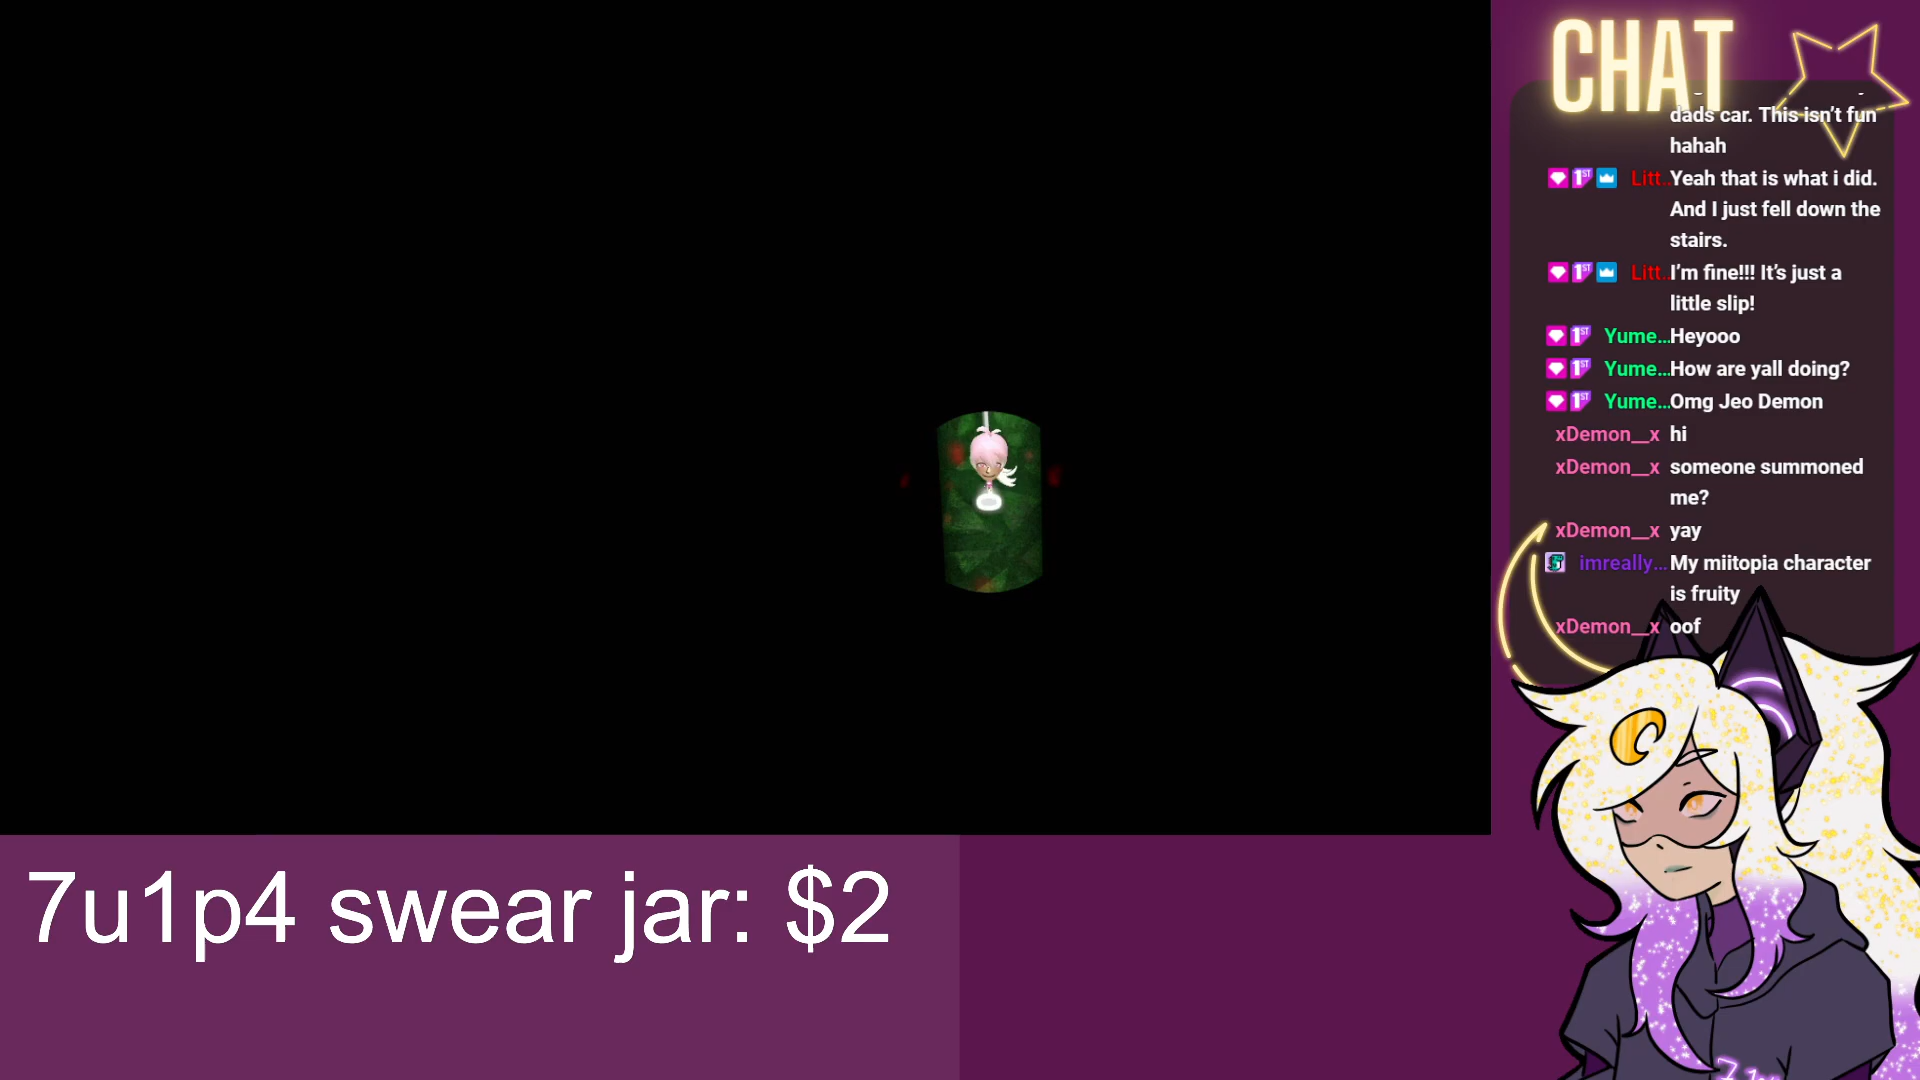 CHAT
dads car. This isn't fun
hahah
Litt..Yeah that is what i did.
And I just fell down the
stairs.
Litt..I'm fine!!! It's just a
little slip!
Yume...Heyooo
Yume...How are yall doing?
Yume...Omg Jeo Demon
xDemon__x hi
xDemon__x someone summoned
me?
xDemon__x yay
imreally...My miitopia character
is fruity
xDemon__x oof
7u1p4 swear jar: $2